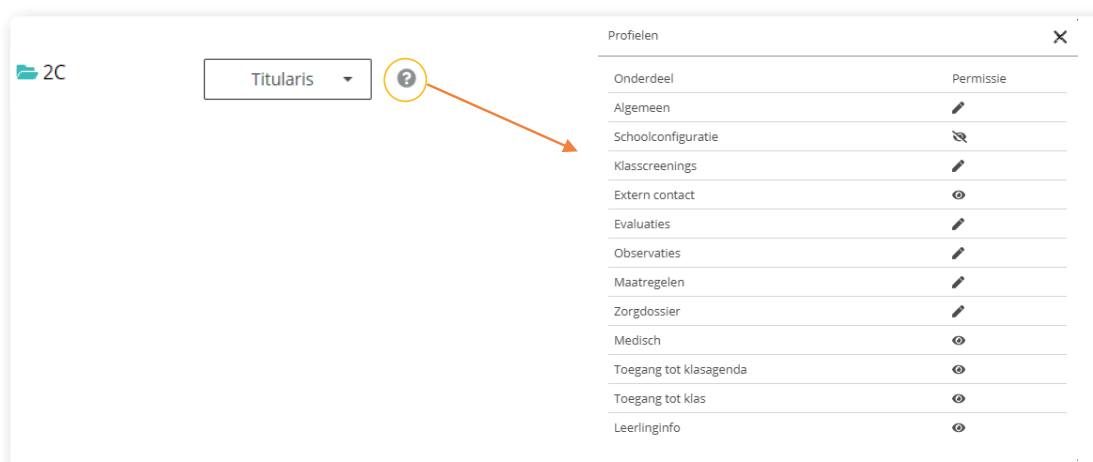 2C
Titularis
Profielen
Onderdeel Permissie
Algemeen
Schoolconfiguratie
Klasscreenings
Extern contact
Evaluaties
Observaties
Maatregelen
Zorgdossier
Medisch
Toegang tot klasagenda
Toegang tot klas
Leerlinginfo